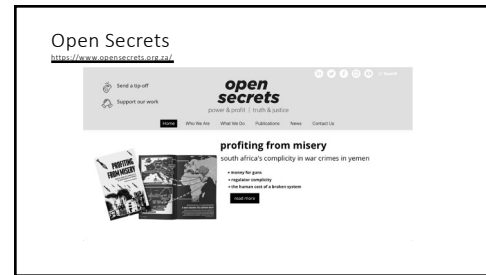 Open Secrets
https://www.opensecrets.org.za/
Send a tip-off
Support our work
open
secrets
power & profit | truth & justice
Search
Home Who We Are What We Do Publications News Contact Us
profiting from misery
south africa's complicity in war crimes in yemen
• money for guns
• regulator complicity
• the human cost of a broken system
read more
PROFITING
FROM MISERY